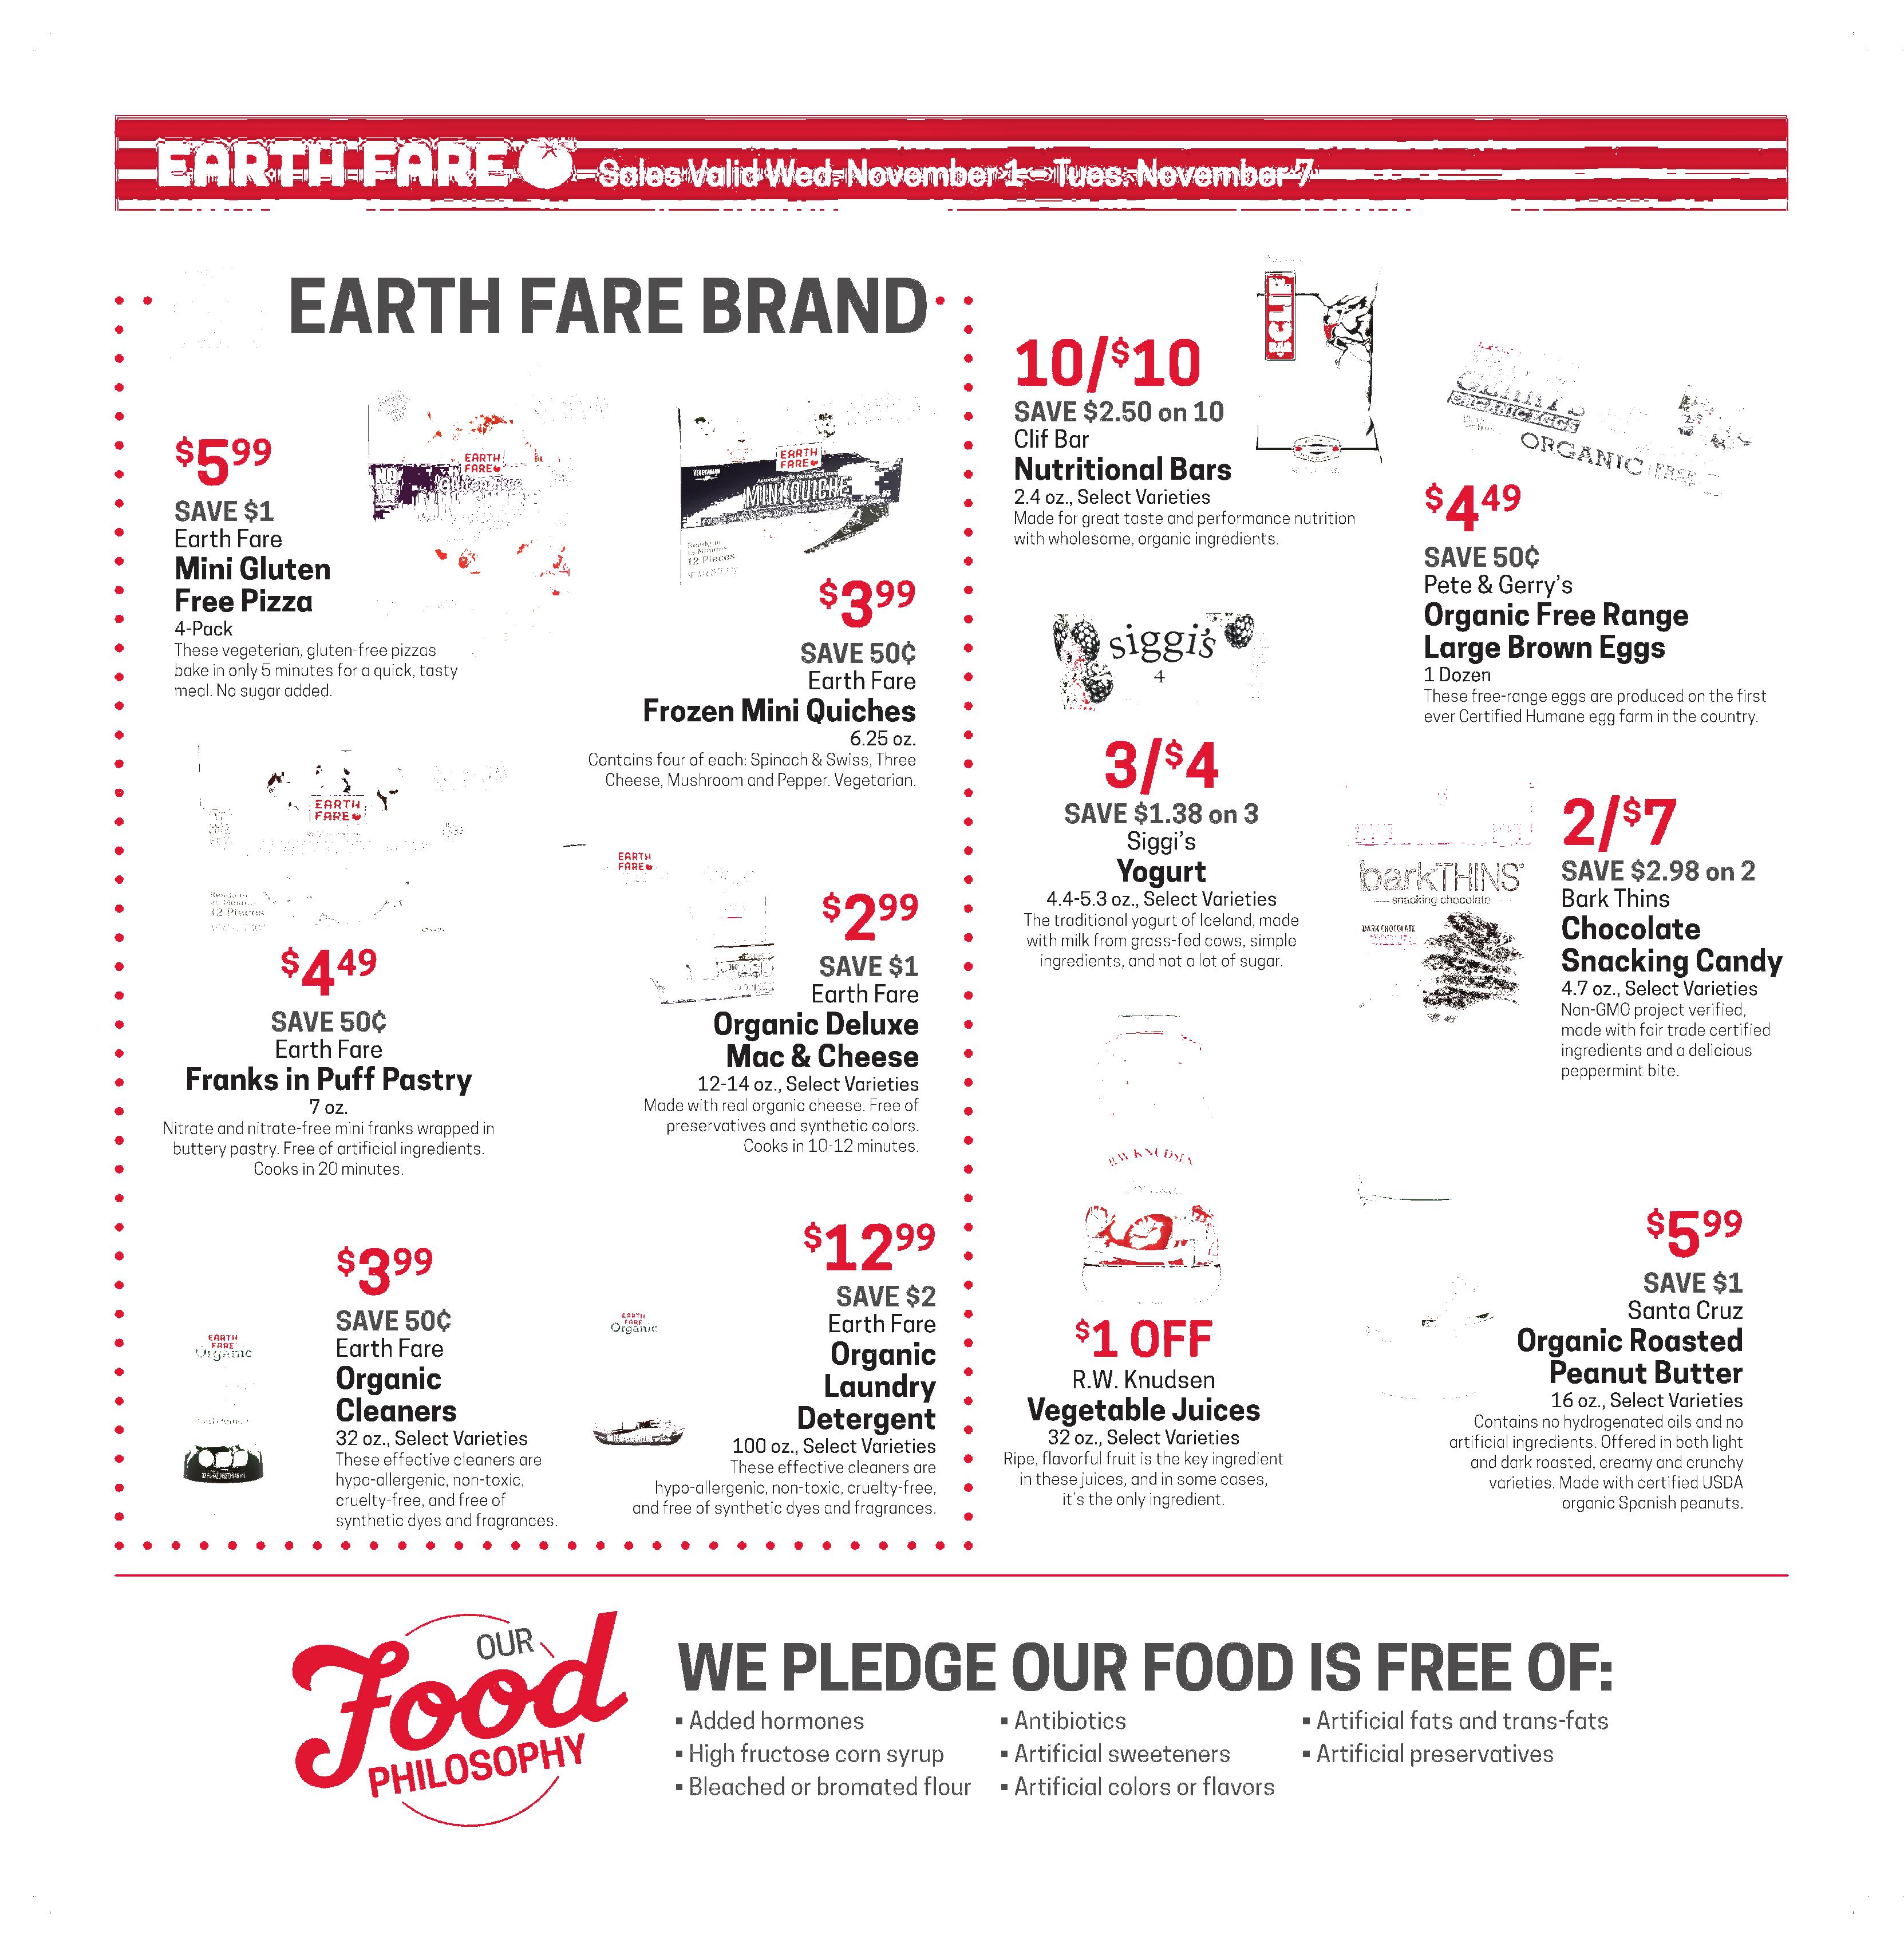 EARTH FARE Sales Valid Wed. November 1 - Tues. November 7
EARTH FARE BRAND
$5.99
SAVE $1
Earth Fare
Mini Gluten
Free Pizza
4-Pack
These vegeterian, gluten-free pizzas
bake in only 5 minutes for a quick, tasty
meal. No sugar added.
EARTH
FARE
EARTH
FARE
MINI QUICHE
12 Pieces
$3.99
SAVE 50¢
Earth Fare
Frozen Mini Quiches
6.25 oz.
Contains four of each: Spinach & Swiss, Three
Cheese, Mushroom and Pepper. Vegetarian.
EARTH
FARE
12 Pieces
$4.49
SAVE 50¢
Earth Fare
Franks in Puff Pastry
7 oz.
Nitrate and nitrate-free mini franks wrapped in
buttery pastry. Free of artificial ingredients.
Cooks in 20 minutes.
EARTH
FARE
$2.99
SAVE $1
Earth Fare
Organic Deluxe
Mac & Cheese
12-14 oz., Select Varieties
Made with real organic cheese. Free of
preservatives and synthetic colors.
Cooks in 10-12 minutes.
EARTH
FARE
Organic
$3.99
SAVE 50¢
Earth Fare
Organic
Cleaners
32 oz., Select Varieties
These effective cleaners are
hypo-allergenic, non-toxic,
cruelty-free, and free of
synthetic dyes and fragrances.
EARTH
FARE
Organic
$12.99
SAVE $2
Earth Fare
Organic
Laundry
Detergent
100 oz., Select Varieties
These effective cleaners are
hypo-allergenic, non-toxic, cruelty-free,
and free of synthetic dyes and fragrances.
10/$10
SAVE $2.50 on 10
Clif Bar
Nutritional Bars
2.4 oz., Select Varieties
Made for great taste and performance nutrition
with wholesome, organic ingredients.
CLIF
BAR
ORGANIC EGGS
ORGANIC FREE
$4.49
SAVE 50¢
Pete & Gerry's
Organic Free Range
Large Brown Eggs
1 Dozen
These free-range eggs are produced on the first
ever Certified Humane egg farm in the country.
siggi's
4
3/$4
SAVE $1.38 on 3
Siggi's
Yogurt
4.4-5.3 oz., Select Varieties
The traditional yogurt of Iceland, made
with milk from grass-fed cows, simple
ingredients, and not a lot of sugar.
barkTHINS
snacking chocolate
DARK CHOCOLATE
2/$7
SAVE $2.98 on 2
Bark Thins
Chocolate
Snacking Candy
4.7 oz., Select Varieties
Non-GMO project verified,
made with fair trade certified
ingredients and a delicious
peppermint bite.
RW KNUDSEN
$1 OFF
R.W. Knudsen
Vegetable Juices
32 oz., Select Varieties
Ripe, flavorful fruit is the key ingredient
in these juices, and in some cases,
it's the only ingredient.
$5.99
SAVE $1
Santa Cruz
Organic Roasted
Peanut Butter
16 oz., Select Varieties
Contains no hydrogenated oils and no
artificial ingredients. Offered in both light
and dark roasted, creamy and crunchy
varieties. Made with certified USDA
organic Spanish peanuts.
OUR
Food
PHILOSOPHY
WE PLEDGE OUR FOOD IS FREE OF:
▪ Added hormones
▪ High fructose corn syrup
▪ Bleached or bromated flour
▪ Antibiotics
▪ Artificial sweeteners
▪ Artificial colors or flavors
▪ Artificial fats and trans-fats
▪ Artificial preservatives